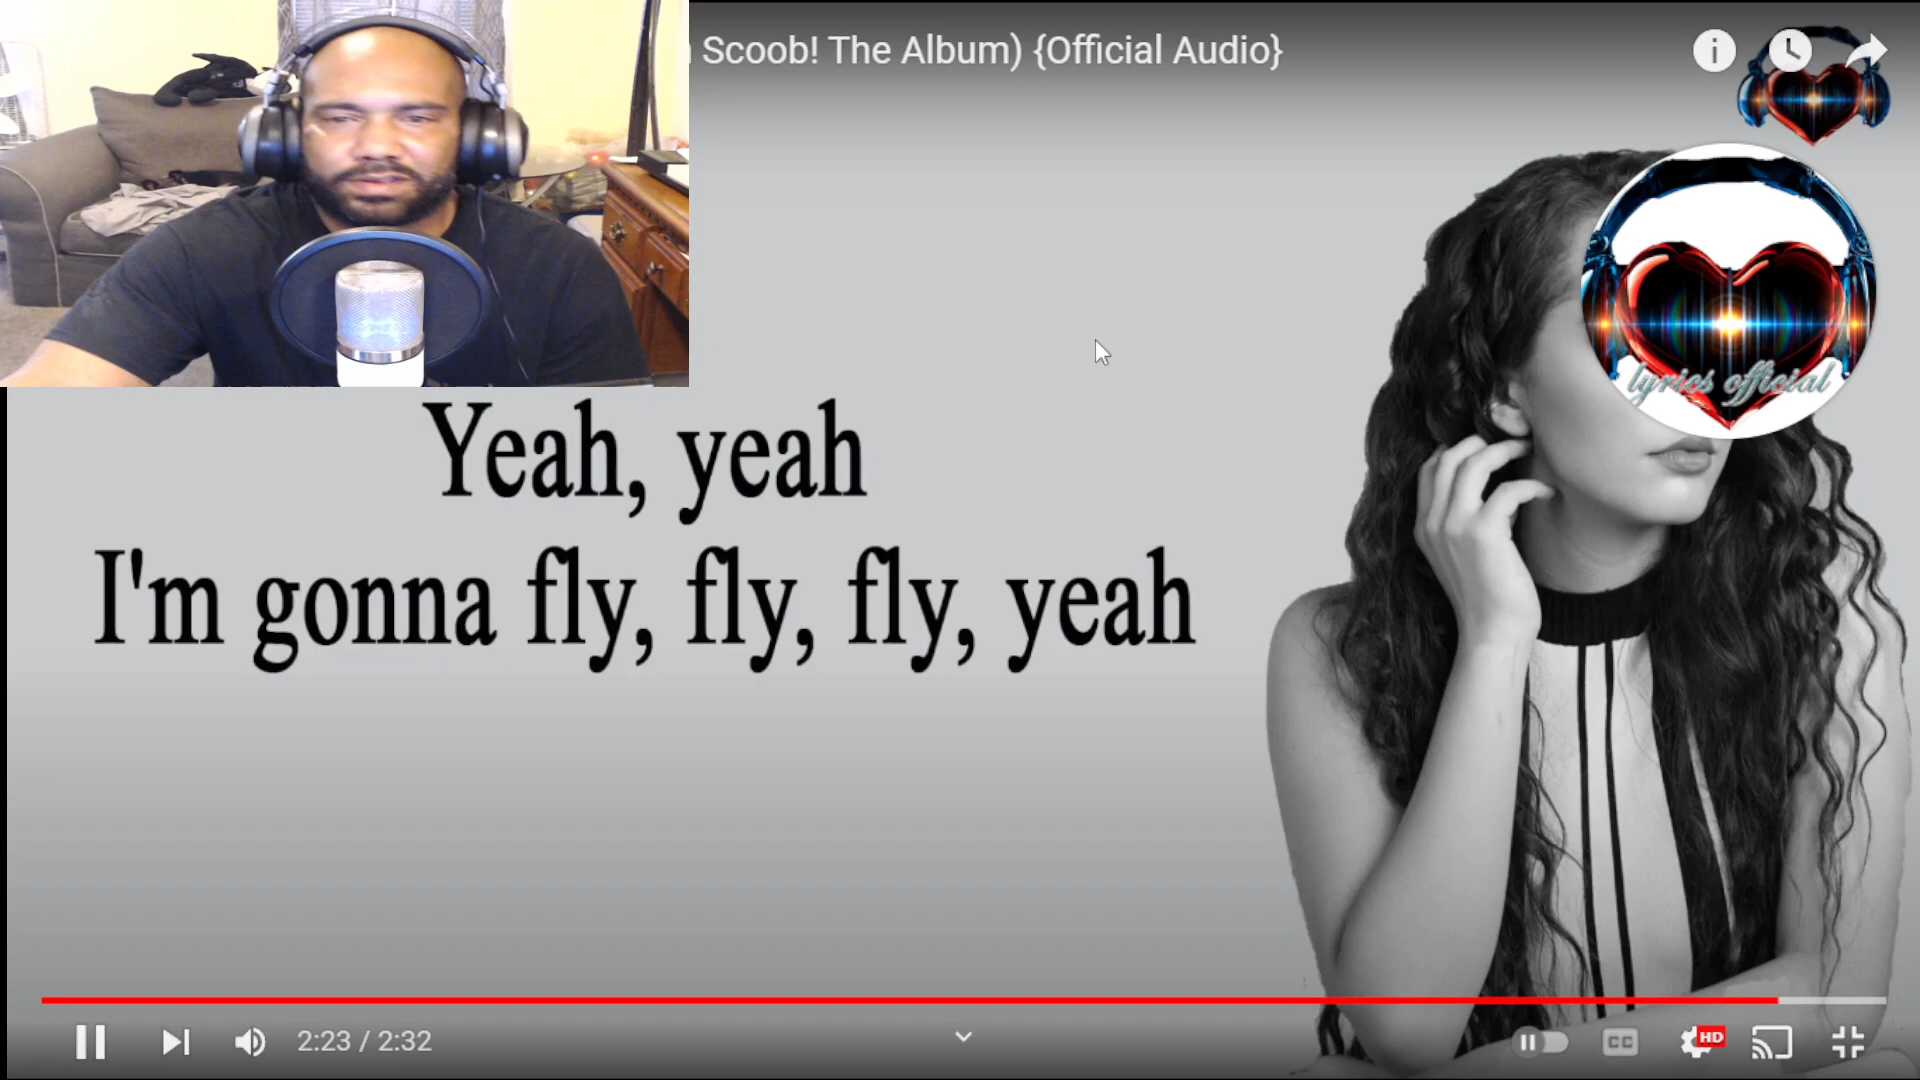 Scoob! The Album) {Official Audio}
lyrics official
Yeah, yeah
I'm gonna fly, fly, fly, yeah
2:23 / 2:32
CC
HD